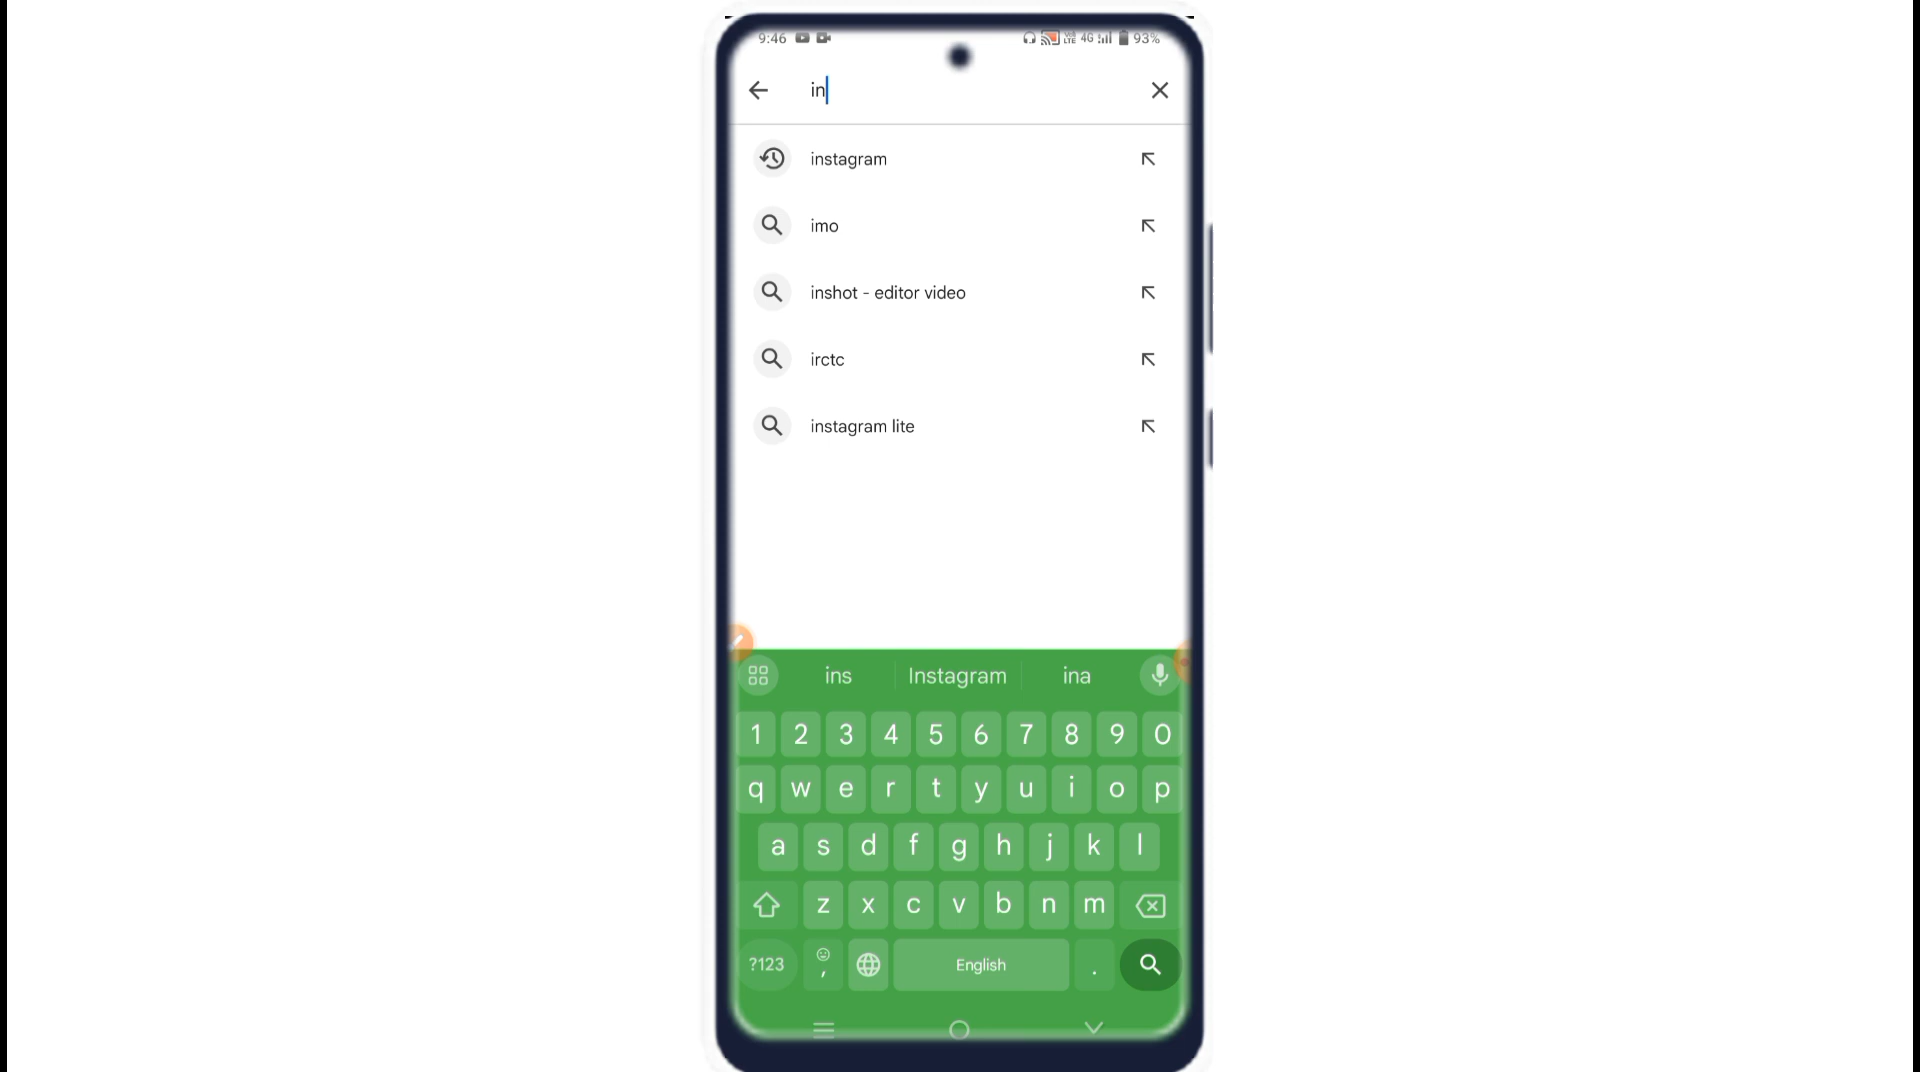 9:46 4G 93%
in
instagram
imo
inshot - editor video
irctc
instagram lite
ins Instagram ina
1 2 3 4 5 6 7 8 9 0
q w e r t y u i o p
a s d f g h j k l
z x c v b n m
?123 , English .